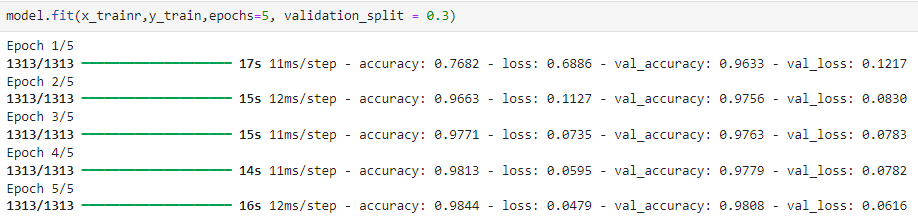 model.fit(x_trainr,y_train,epochs=5, validation_split = 0.3)
Epoch 1/5
1313/1313 ━━━━━━━━━━━━━━━━━━━━ 17s 11ms/step - accuracy: 0.7682 - loss: 0.6886 - val_accuracy: 0.9633 - val_loss: 0.1217
Epoch 2/5
1313/1313 ━━━━━━━━━━━━━━━━━━━━ 15s 12ms/step - accuracy: 0.9663 - loss: 0.1127 - val_accuracy: 0.9756 - val_loss: 0.0830
Epoch 3/5
1313/1313 ━━━━━━━━━━━━━━━━━━━━ 15s 11ms/step - accuracy: 0.9771 - loss: 0.0735 - val_accuracy: 0.9763 - val_loss: 0.0783
Epoch 4/5
1313/1313 ━━━━━━━━━━━━━━━━━━━━ 14s 11ms/step - accuracy: 0.9813 - loss: 0.0595 - val_accuracy: 0.9779 - val_loss: 0.0782
Epoch 5/5
1313/1313 ━━━━━━━━━━━━━━━━━━━━ 16s 12ms/step - accuracy: 0.9844 - loss: 0.0479 - val_accuracy: 0.9808 - val_loss: 0.0616